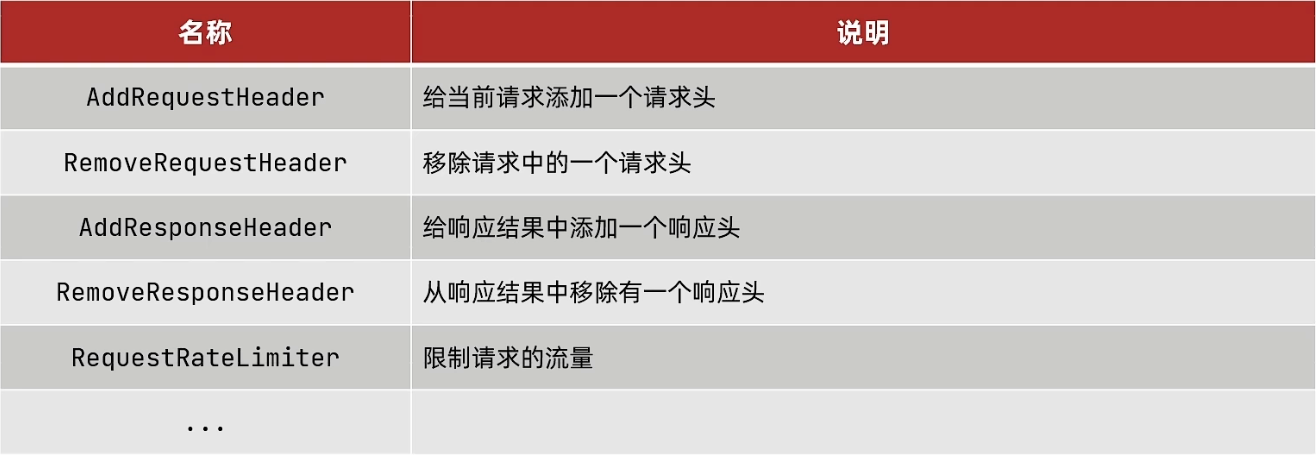 名称 说明
AddRequestHeader 给当前请求添加一个请求头
RemoveRequestHeader 移除请求中的一个请求头
AddResponseHeader 给响应结果中添加一个响应头
RemoveResponseHeader 从响应结果中移除有一个响应头
RequestRateLimiter 限制请求的流量
...